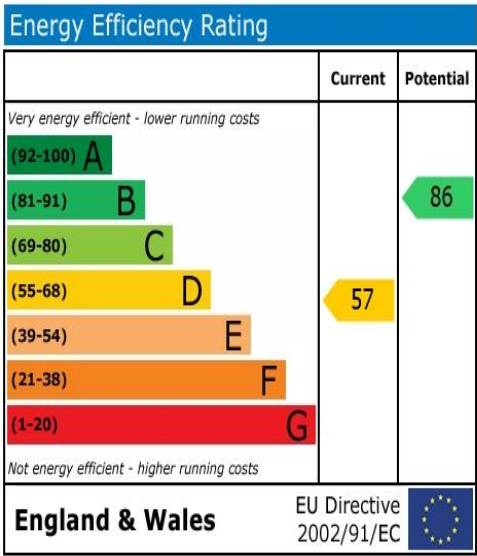 Energy Efficiency Rating
Current Potential
Very energy efficient - lower running costs
(92-100) A
(81-91) B
86
(69-80) C
(55-68) D
57
(39-54) E
(21-38) F
(1-20) G
Not energy efficient - higher running costs
England & Wales
EU Directive
2002/91/EC